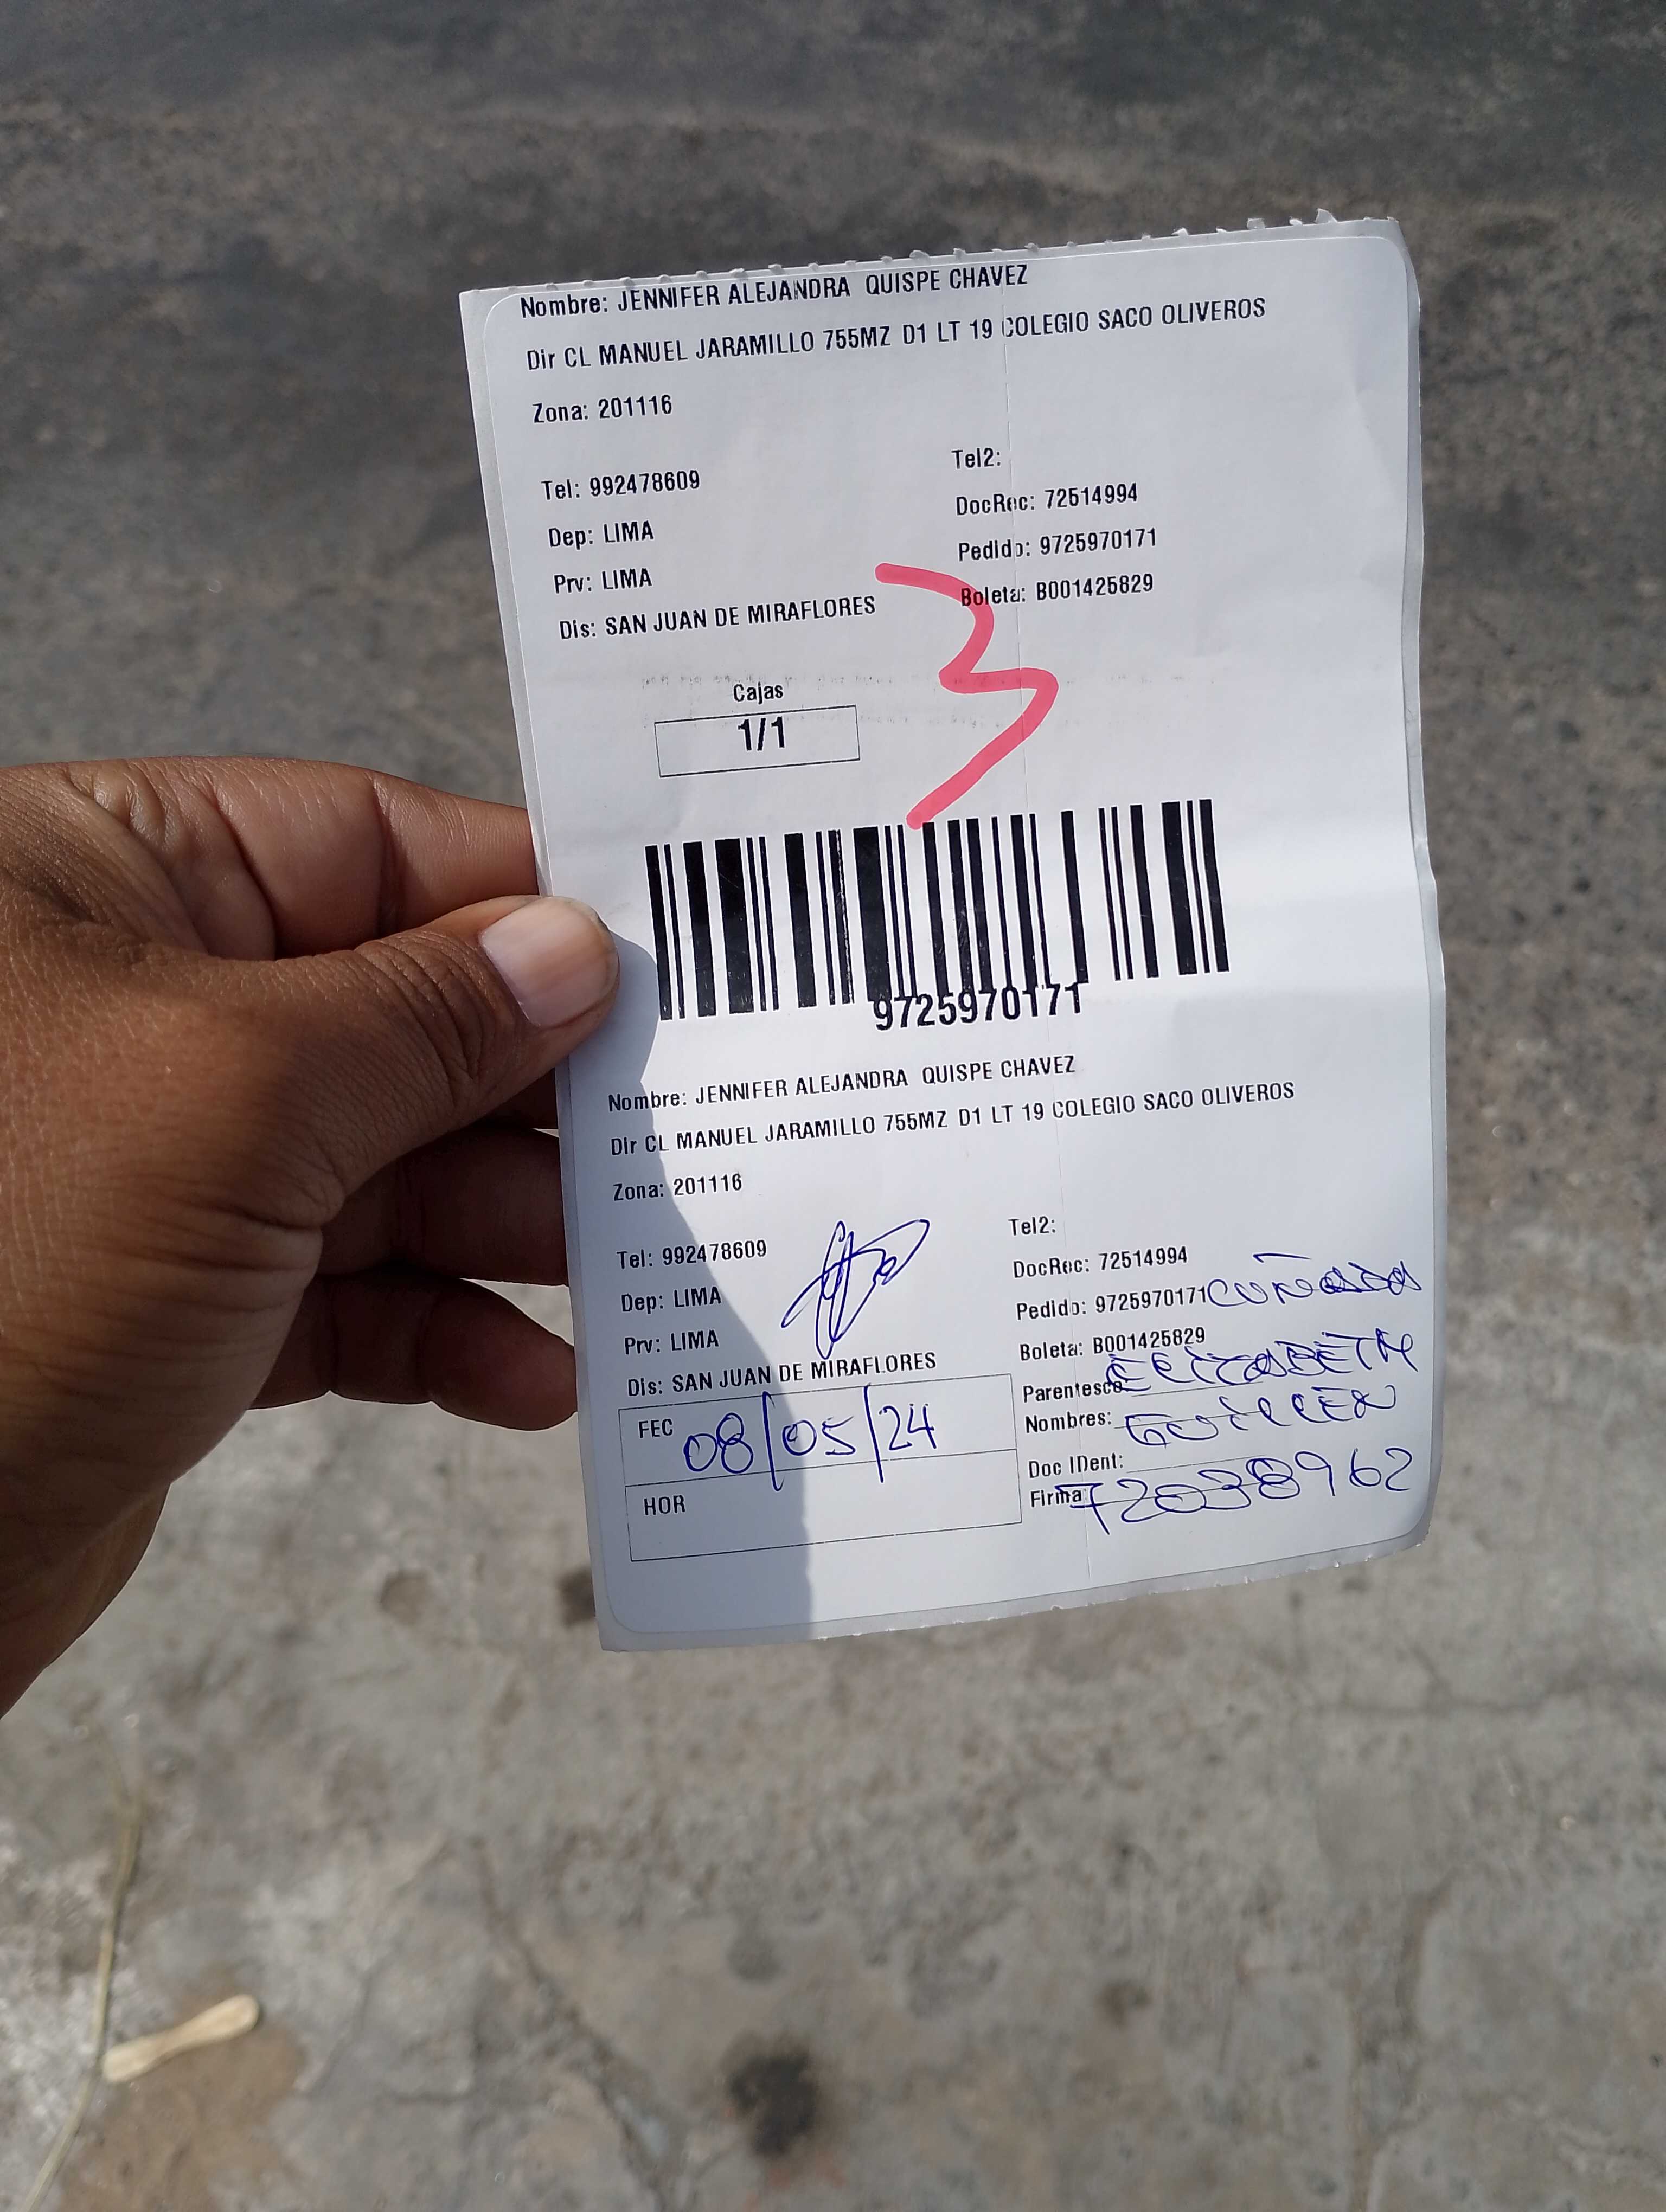 Nombre: JENNIFER ALEJANDRA QUISPE CHAVEZ
Dir CL MANUEL JARAMILLO 755MZ D1 LT 19 COLEGIO SACO OLIVEROS
Zona: 201116
Tel: 992478609
Tel2:
Dep: LIMA
DocRec: 72514994
Prv: LIMA
Pedido: 9725970171
Dis: SAN JUAN DE MIRAFLORES
Boleta: B001425829
3
Cajas
1/1
9725970171
Nombre: JENNIFER ALEJANDRA QUISPE CHAVEZ
Dir CL MANUEL JARAMILLO 755MZ D1 LT 19 COLEGIO SACO OLIVEROS
Zona: 201116
Tel: 992478609
Tel2:
Dep: LIMA
DocRec: 72514994
Prv: LIMA
Pedido: 9725970171 CUÑADA
Dis: SAN JUAN DE MIRAFLORES
Boleta: B001425829
FEC 08/05/24
Parentesco: ELIZABETH
Nombres: GUILLEN
HOR
Doc IDent:
Firma: 72038962